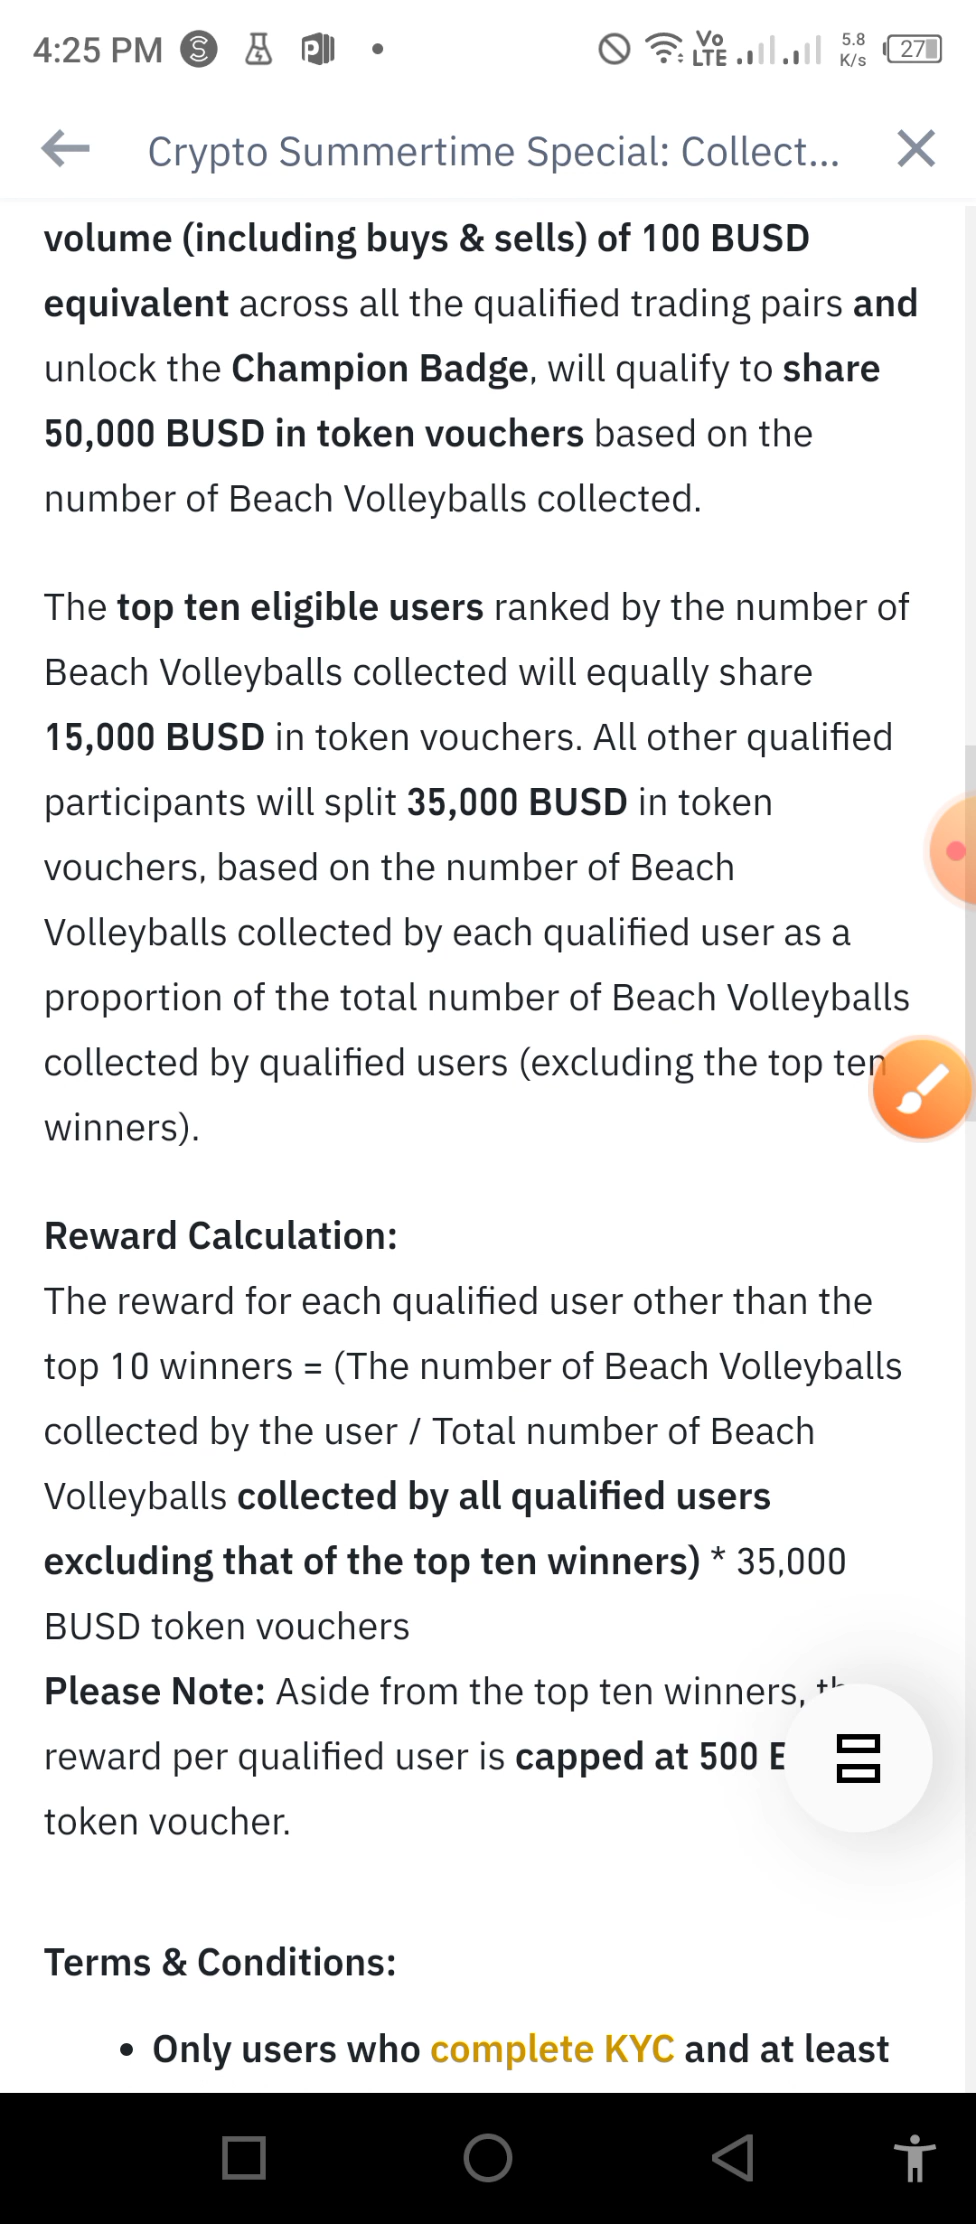 4:25 PM
Vo LTE
5.8 K/s
27
Crypto Summertime Special: Collect...
volume (including buys & sells) of 100 BUSD
equivalent across all the qualified trading pairs and
unlock the Champion Badge, will qualify to share
50,000 BUSD in token vouchers based on the
number of Beach Volleyballs collected.
The top ten eligible users ranked by the number of
Beach Volleyballs collected will equally share
15,000 BUSD in token vouchers. All other qualified
participants will split 35,000 BUSD in token
vouchers, based on the number of Beach
Volleyballs collected by each qualified user as a
proportion of the total number of Beach Volleyballs
collected by qualified users (excluding the top ten
winners).
Reward Calculation:
The reward for each qualified user other than the
top 10 winners = (The number of Beach Volleyballs
collected by the user / Total number of Beach
Volleyballs collected by all qualified users
excluding that of the top ten winners) * 35,000
BUSD token vouchers
Please Note: Aside from the top ten winners,
reward per qualified user is capped at 500
token voucher.
Terms & Conditions:
• Only users who complete KYC and at least